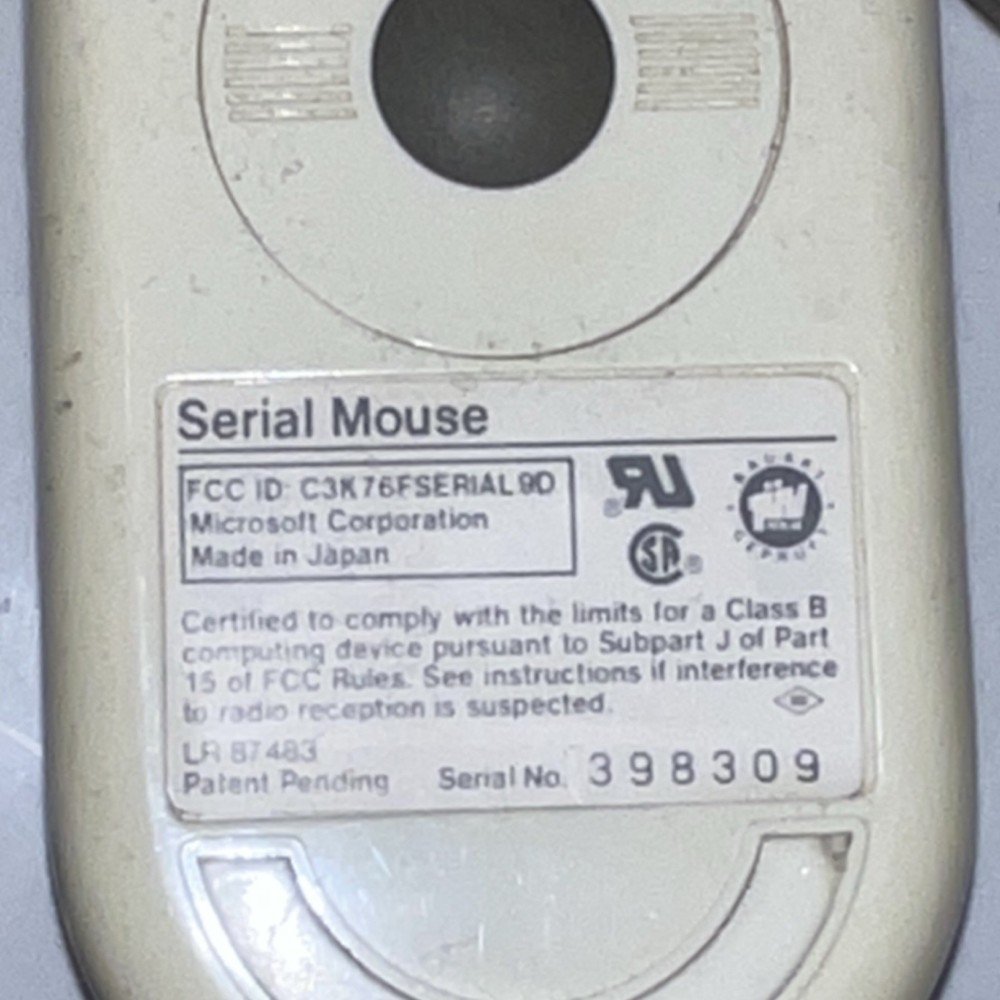 Serial Mouse
FCC ID: C3K76FSERIAL9D
Microsoft Corporation
Made in Japan
Certified to comply with the limits for a Class B
computing device pursuant to Subpart J of Part
15 of FCC Rules. See instructions if interference
to radio reception is suspected.
LR 87483
Patent Pending Serial No. 398309